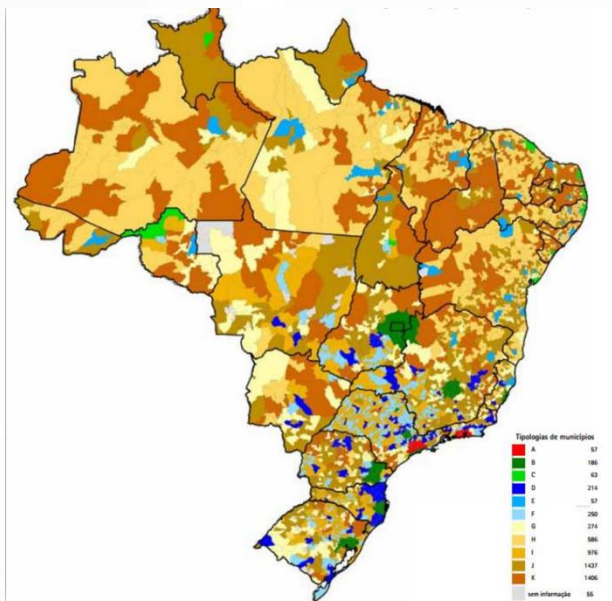 Tipologias de municípios
A 57
B 186
C 63
D 214
E 57
F 250
G 274
H 586
I 976
J 1437
K 1406
sem informação 55